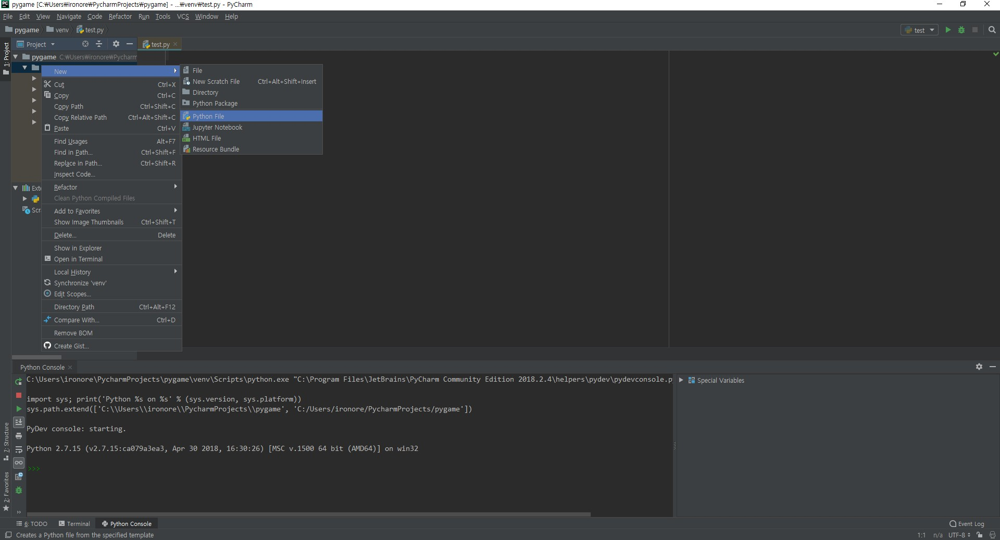 pygame [C:￦Users￦ironore￦PycharmProjects￦pygame] - ...￦venv￦test.py - PyCharm
File Edit View Navigate Code Refactor Run Tools VCS Window Help
pygame venv test.py test
Project test.py
1: Project
pygame C:￦Users￦ironore￦Pycharm
New
Cut Ctrl+X
Copy Ctrl+C
Copy Path Ctrl+Shift+C
Copy Relative Path Ctrl+Alt+Shift+C
Paste Ctrl+V
Find Usages Alt+F7
Find in Path... Ctrl+Shift+F
Replace in Path... Ctrl+Shift+R
Inspect Code...
Refactor
Clean Python Compiled Files
Add to Favorites
Show Image Thumbnails Ctrl+Shift+T
Delete... Delete
Show in Explorer
Open in Terminal
Local History
Synchronize 'venv'
Edit Scopes...
Directory Path Ctrl+Alt+F12
Compare With... Ctrl+D
Remove BOM
Create Gist...
File
New Scratch File Ctrl+Alt+Shift+Insert
Directory
Python Package
Python File
Jupyter Notebook
HTML File
Resource Bundle
Exte
Scr
Python Console
C:\Users\ironore\PycharmProjects\pygame\venv\Scripts\python.exe "C:\Program Files\JetBrains\PyCharm Community Edition 2018.2.4\helpers\pydev\pydevconsole.p
import sys; print('Python %s on %s' % (sys.version, sys.platform))
sys.path.extend(['C:\\Users\\ironore\\PycharmProjects\\pygame', 'C:/Users/ironore/PycharmProjects/pygame'])
PyDev console: starting.
Python 2.7.15 (v2.7.15:ca079a3ea3, Apr 30 2018, 16:30:26) [MSC v.1500 64 bit (AMD64)] on win32
>>>
Special Variables
7: Structure
2: Favorites
6: TODO Terminal Python Console Event Log
Creates a Python file from the specified template 1:1 n/a UTF-8